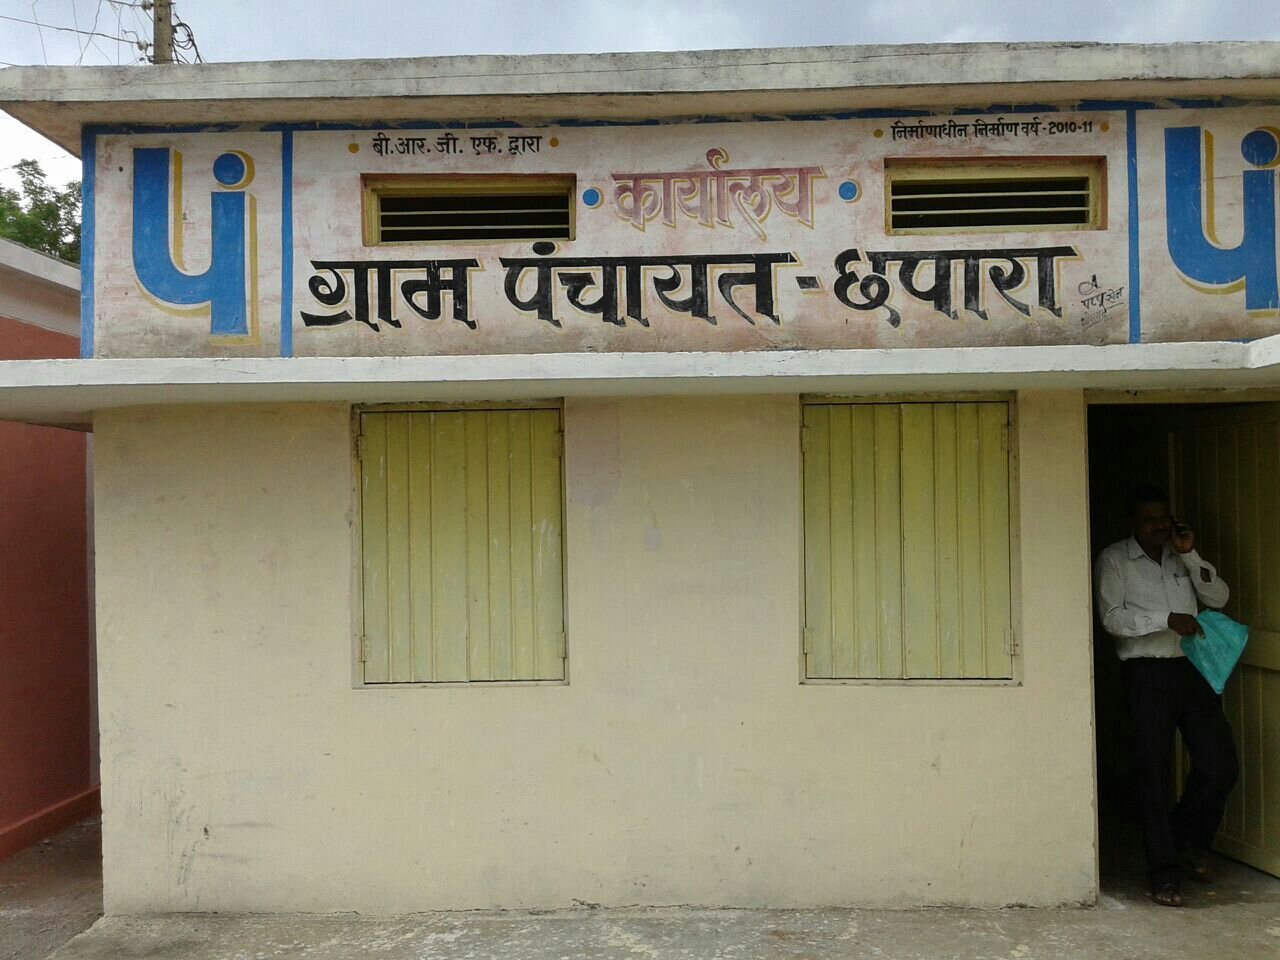 बी.आर.जी.एफ. द्वारा
निर्माणाधीन निर्माण वर्ष-2010-11
पं
कार्यालय
पं
ग्राम पंचायत-छपारा